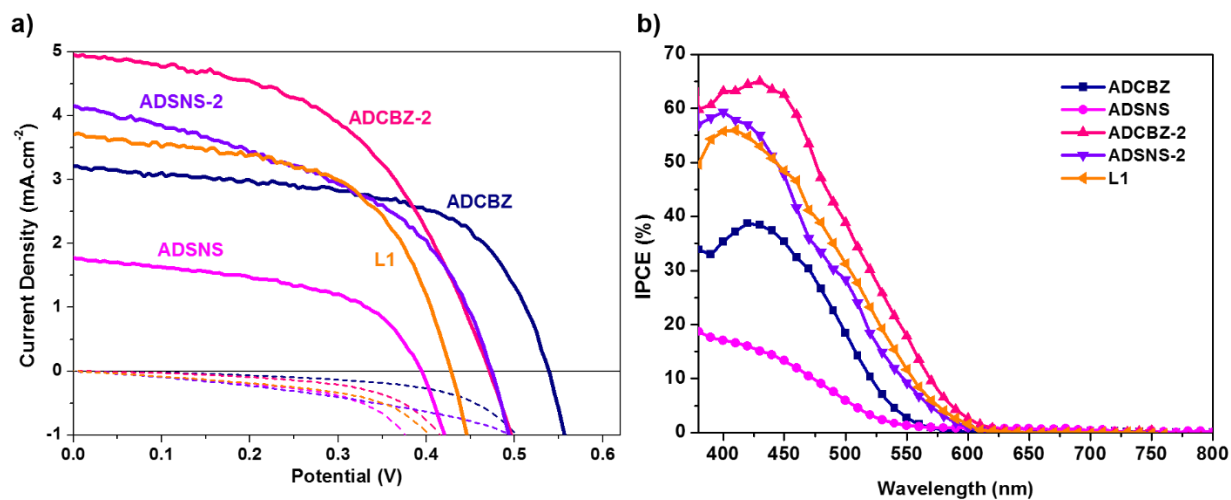 a)
Current Density (mA.cm⁻²)
5
4
3
2
1
0
-1
ADSNS-2
ADCBZ-2
ADCBZ
ADSNS
L1
0.0 0.1 0.2 0.3 0.4 0.5 0.6
Potential (V)
b)
IPCE (%)
70
60
50
40
30
20
10
0
ADCBZ
ADSNS
ADCBZ-2
ADSNS-2
L1
400 450 500 550 600 650 700 750 800
Wavelength (nm)